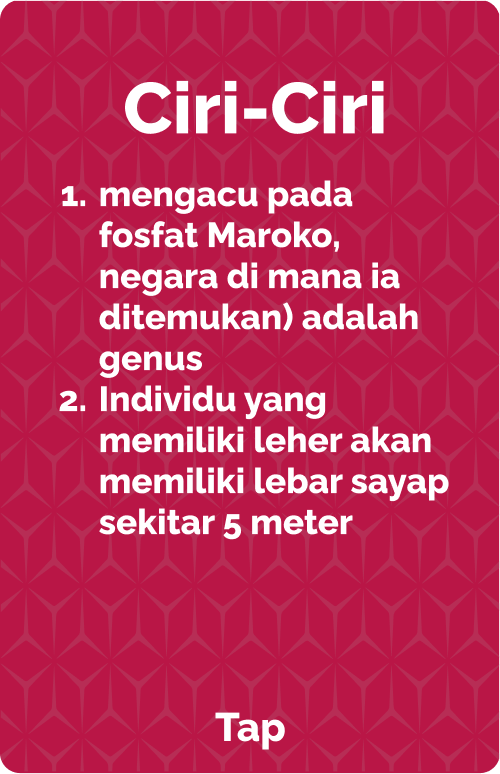 Ciri-Ciri
1. mengacu pada
fosfat Maroko,
negara di mana ia
ditemukan) adalah
genus
2. Individu yang
memiliki leher akan
memiliki lebar sayap
sekitar 5 meter
Tap